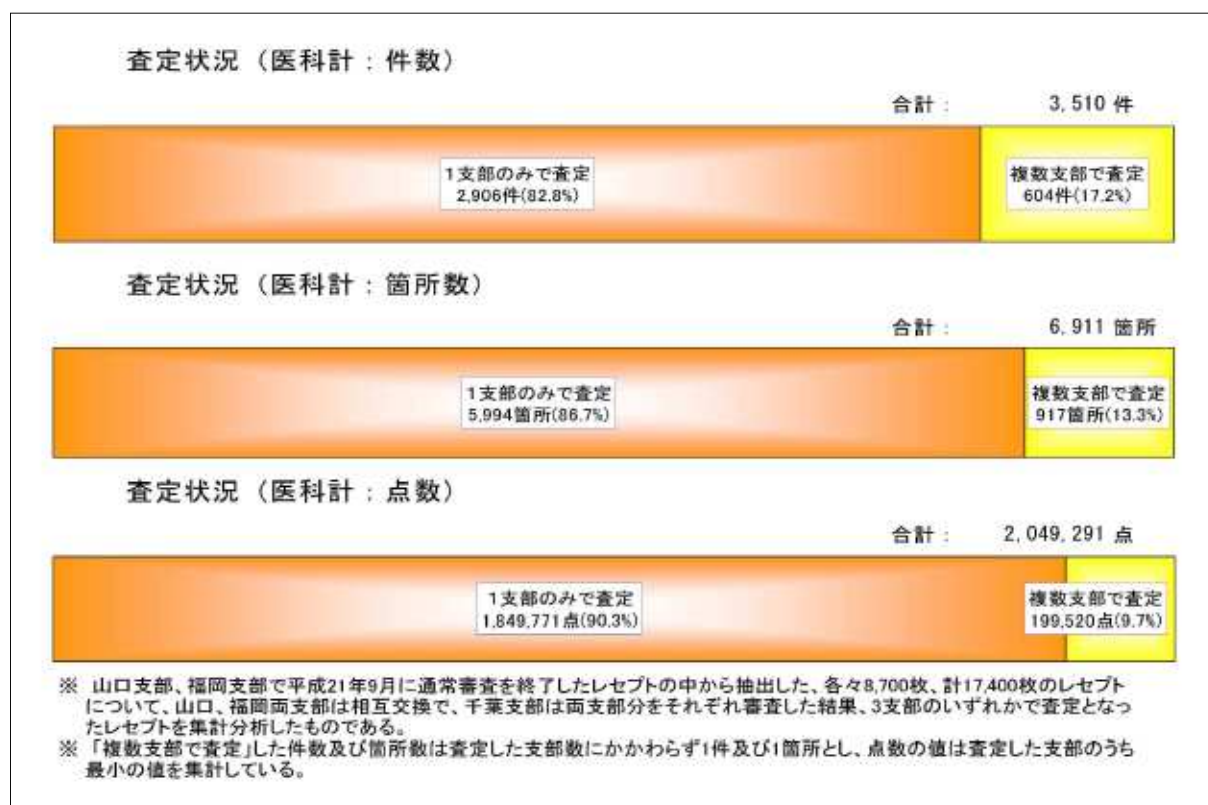 査定状況（医科計：件数）
合計： 3,510 件
1支部のみで査定
2,906件(82.8%)
複数支部で査定
604件(17.2%)
査定状況（医科計：箇所数）
合計： 6,911 箇所
1支部のみで査定
5,994箇所(86.7%)
複数支部で査定
917箇所(13.3%)
査定状況（医科計：点数）
合計： 2,049,291 点
1支部のみで査定
1,849,771点(90.3%)
複数支部で査定
199,520点(9.7%)
※ 山口支部、福岡支部で平成21年9月に通常審査を終了したレセプトの中から抽出した、各々8,700枚、計17,400枚のレセプト
について、山口、福岡両支部は相互交換で、千葉支部は両支部分をそれぞれ審査した結果、3支部のいずれかで査定となっ
たレセプトを集計分析したものである。
※ 「複数支部で査定」した件数及び箇所数は査定した支部数にかかわらず1件及び1箇所とし、点数の値は査定した支部のうち
最小の値を集計している。